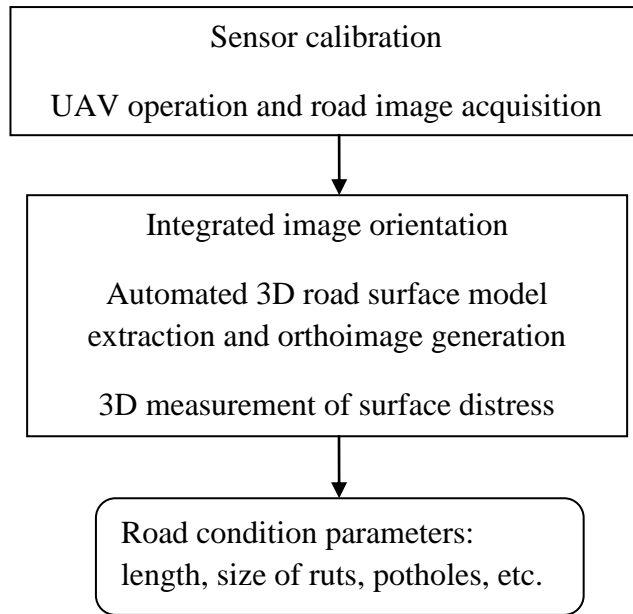 Sensor calibration
UAV operation and road image acquisition
Integrated image orientation
Automated 3D road surface model
extraction and orthoimage generation
3D measurement of surface distress
Road condition parameters:
length, size of ruts, potholes, etc.